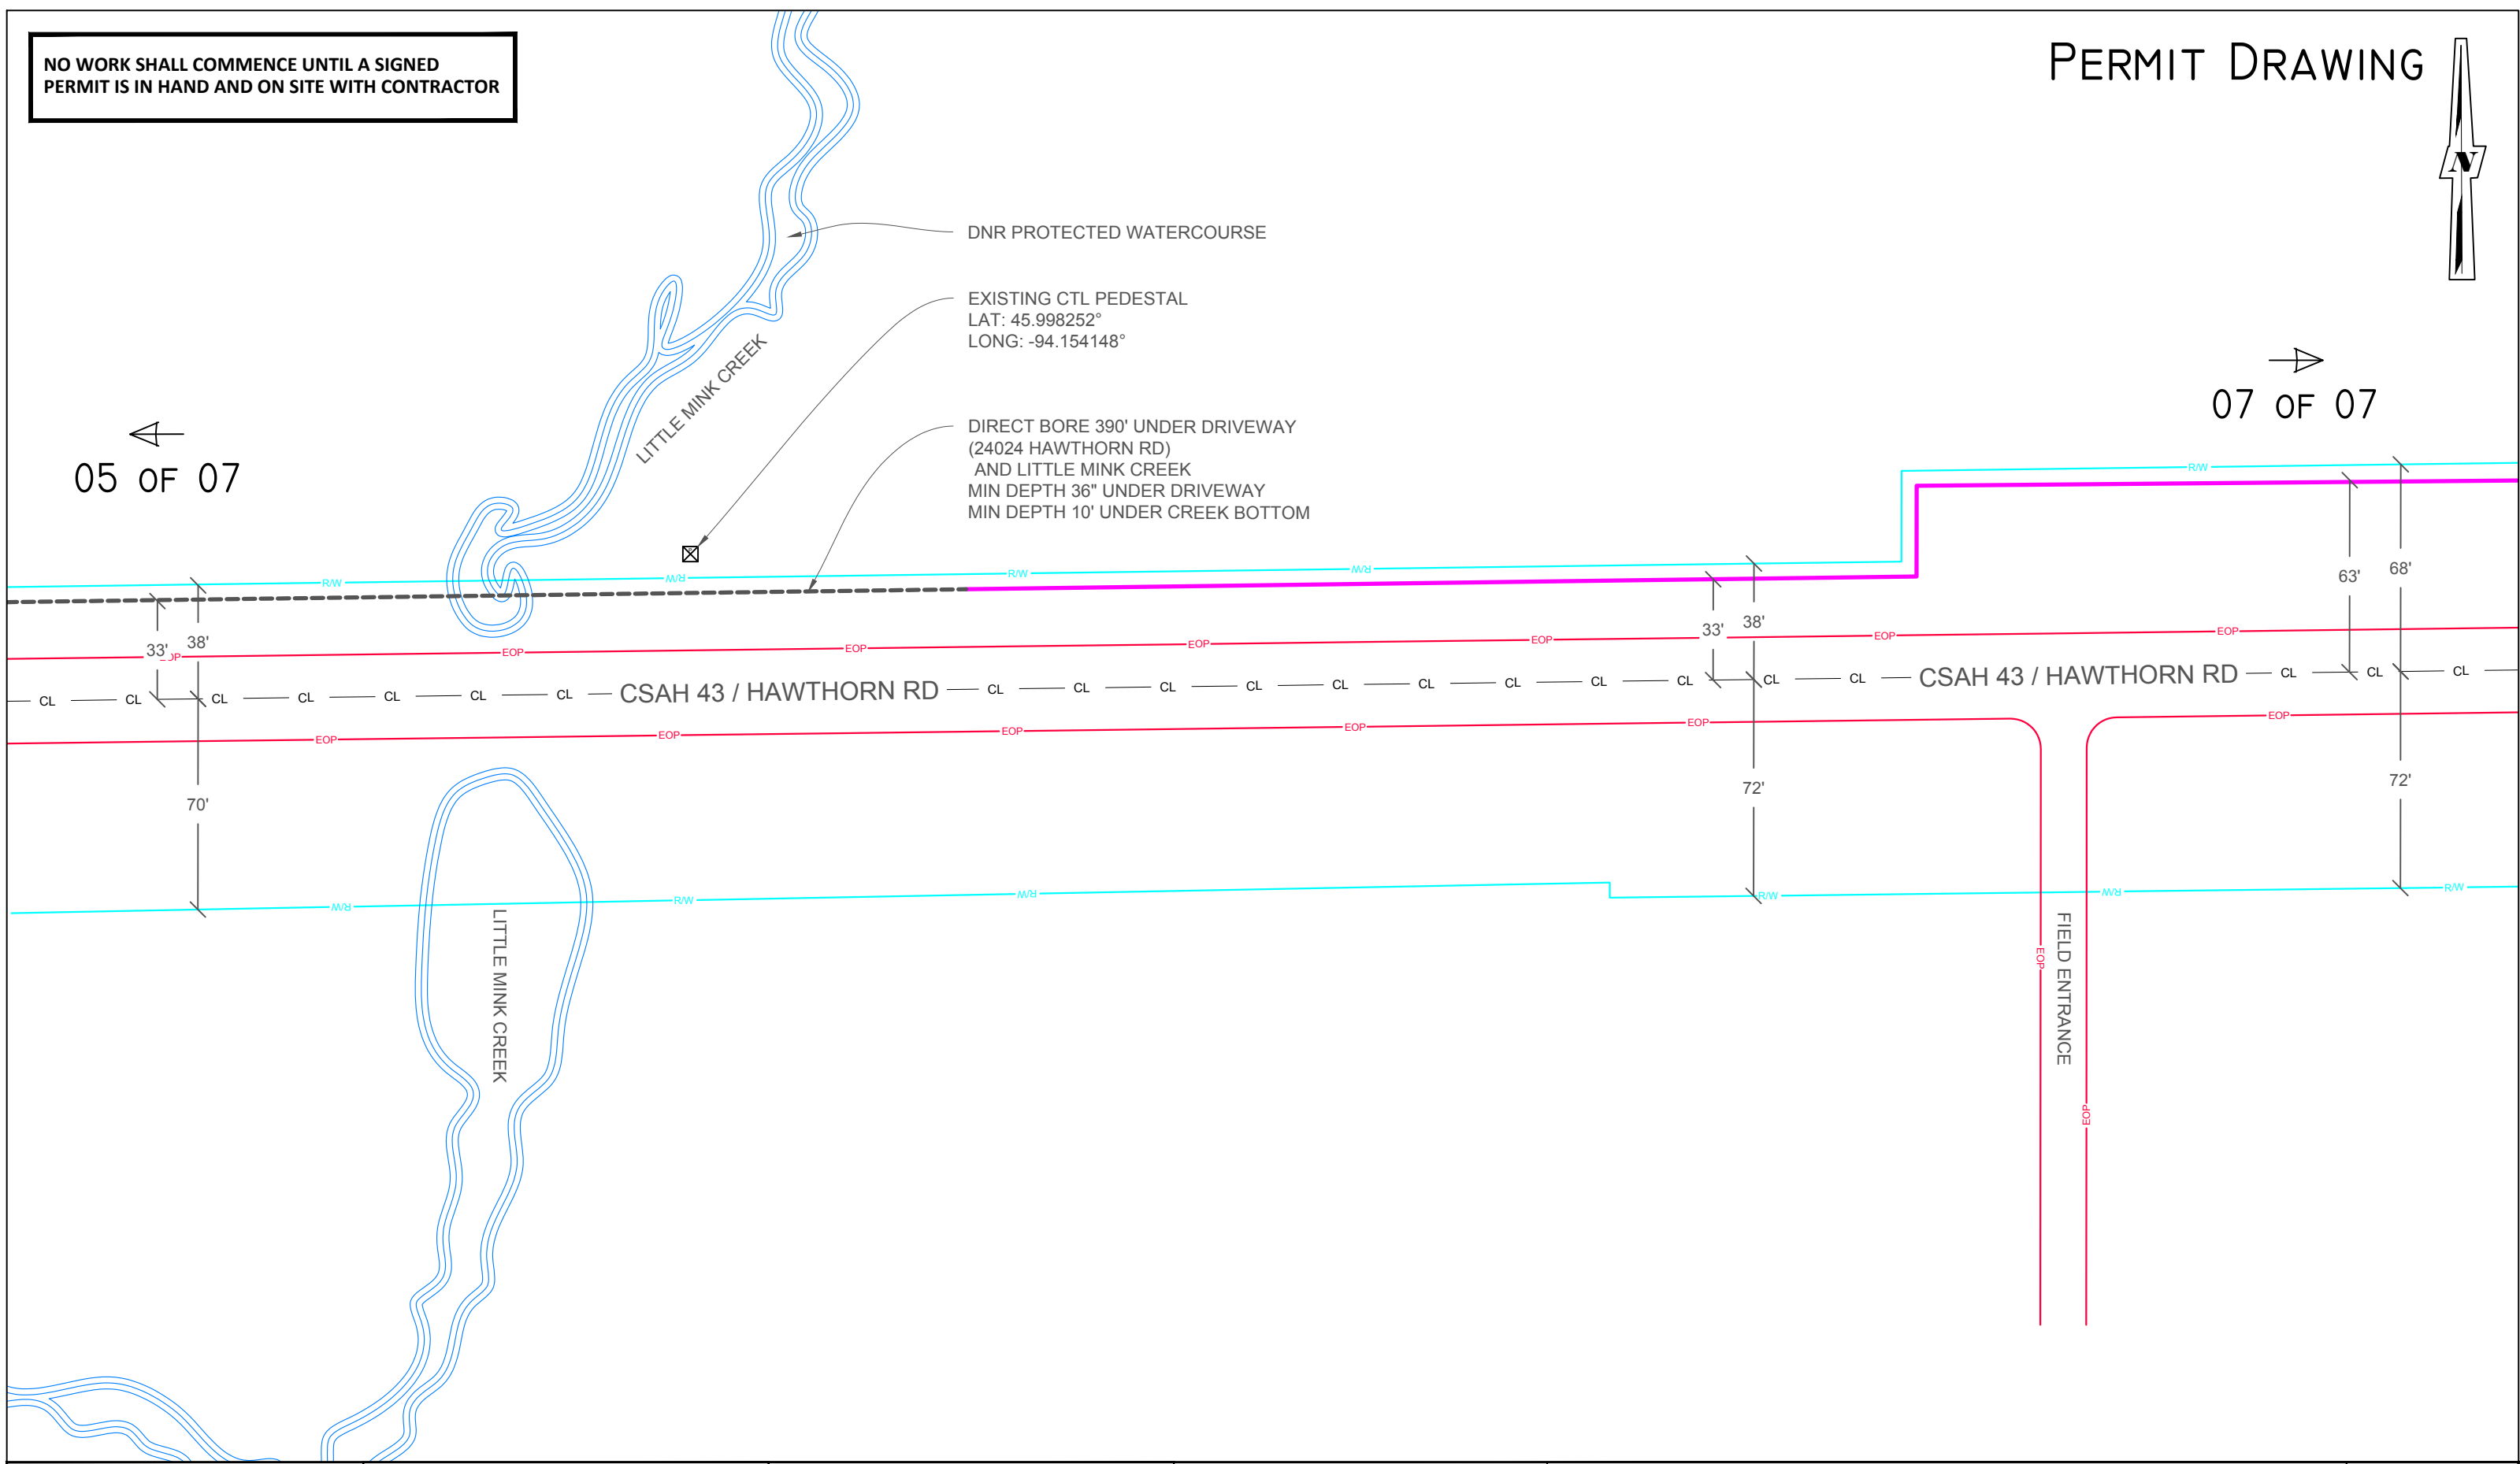 NO WORK SHALL COMMENCE UNTIL A SIGNED
PERMIT IS IN HAND AND ON SITE WITH CONTRACTOR
PERMIT DRAWING
N
DNR PROTECTED WATERCOURSE
EXISTING CTL PEDESTAL
LAT: 45.998252°
LONG: -94.154148°
LITTLE MINK CREEK
05 OF 07
07 OF 07
DIRECT BORE 390' UNDER DRIVEWAY
(24024 HAWTHORN RD)
AND LITTLE MINK CREEK
MIN DEPTH 36" UNDER DRIVEWAY
MIN DEPTH 10' UNDER CREEK BOTTOM
R/W
R/W R/W R/W R/W
63' 68'
33' 38' 33' 38'
EOP EOP EOP EOP EOP EOP EOP
CL CL CL CL CL CL CL CSAH 43 / HAWTHORN RD CL CL CL CL CL CL CL CL CL CL CL CSAH 43 / HAWTHORN RD CL CL CL
EOP EOP EOP EOP EOP EOP
70' 72' 72'
R/W R/W R/W R/W R/W R/W
LITTLE MINK CREEK
EOP
FIELD ENTRANCE
EOP